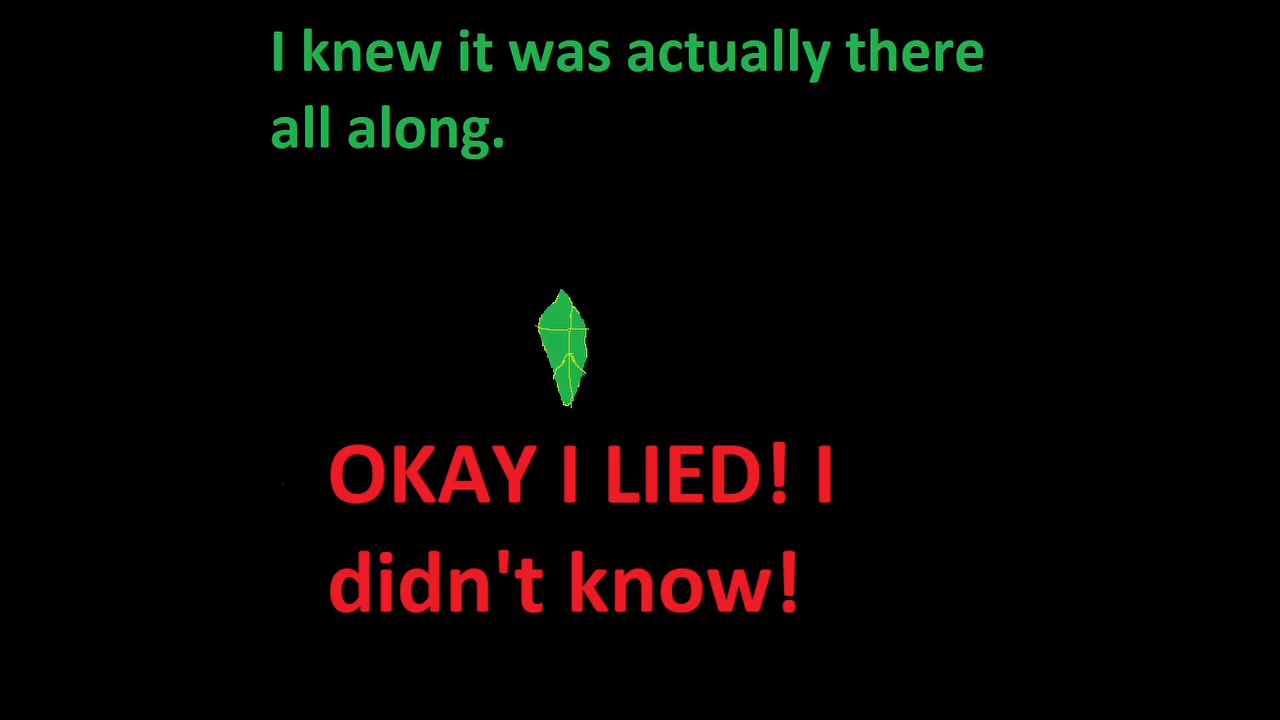 I knew it was actually there
all along.
OKAY I LIED! I
didn't know!